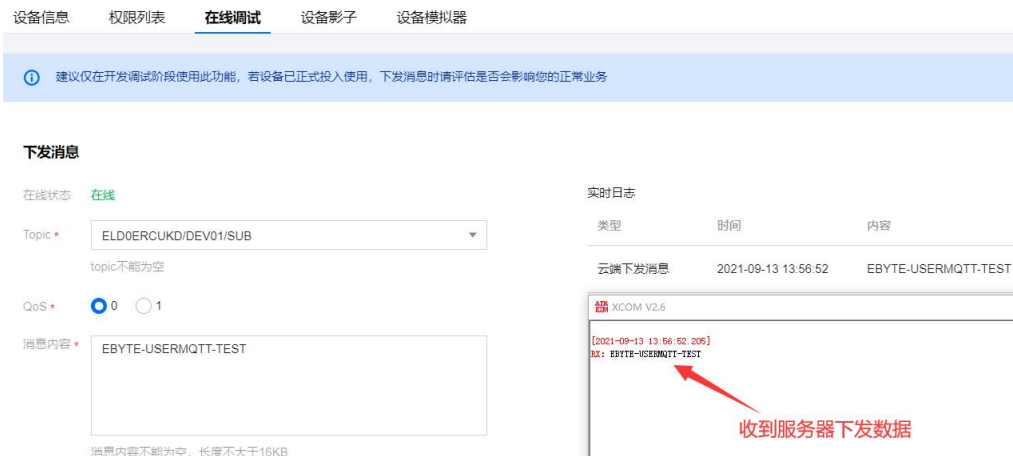 设备信息 权限列表 在线调试 设备影子 设备模拟器
建议仅在开发调试阶段使用此功能，若设备已正式投入使用，下发消息时请评估是否会影响您的正常业务
下发消息
在线状态 在线
Topic * ELD0ERCUKD/DEV01/SUB
topic不能为空
QoS * 0 1
消息内容 * EBYTE-USERMQTT-TEST
消息内容不能为空，长度不大于16KB
实时日志
类型 时间 内容
云端下发消息 2021-09-13 13:56:52 EBYTE-USERMQTT-TEST
ATK XCOM V2.6
[2021-09-13 13:56:52.205]
RX: EBYTE-USERMQTT-TEST
收到服务器下发数据